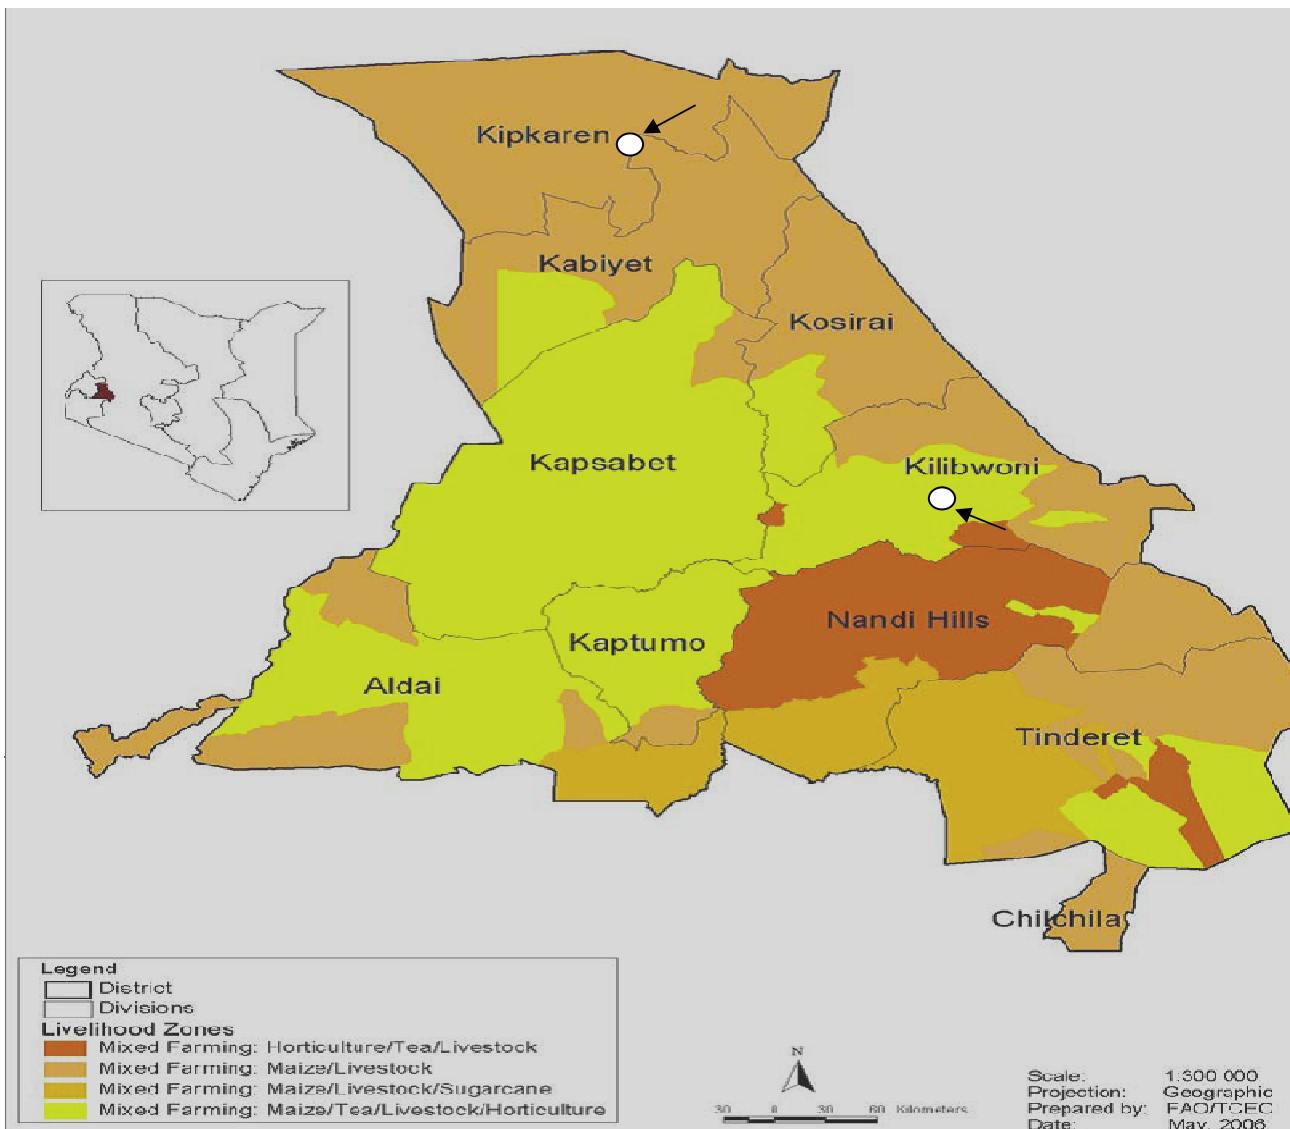 Kipkaren
Kabiyet
Kosirai
Kapsabet
Kilibwoni
Nandi Hills
Kaptumo
Aldai
Tinderet
Chilchila
Legend
District
Divisions
Livelihood Zones
Mixed Farming: Horticulture/Tea/Livestock
Mixed Farming: Maize/Livestock
Mixed Farming: Maize/Livestock/Sugarcane
Mixed Farming: Maize/Tea/Livestock/Horticulture
N
30 0 30 60 Kilometers
Scale: 1:300 000
Projection: Geographic
Prepared by: FAO/TCEC
Date: May, 2006